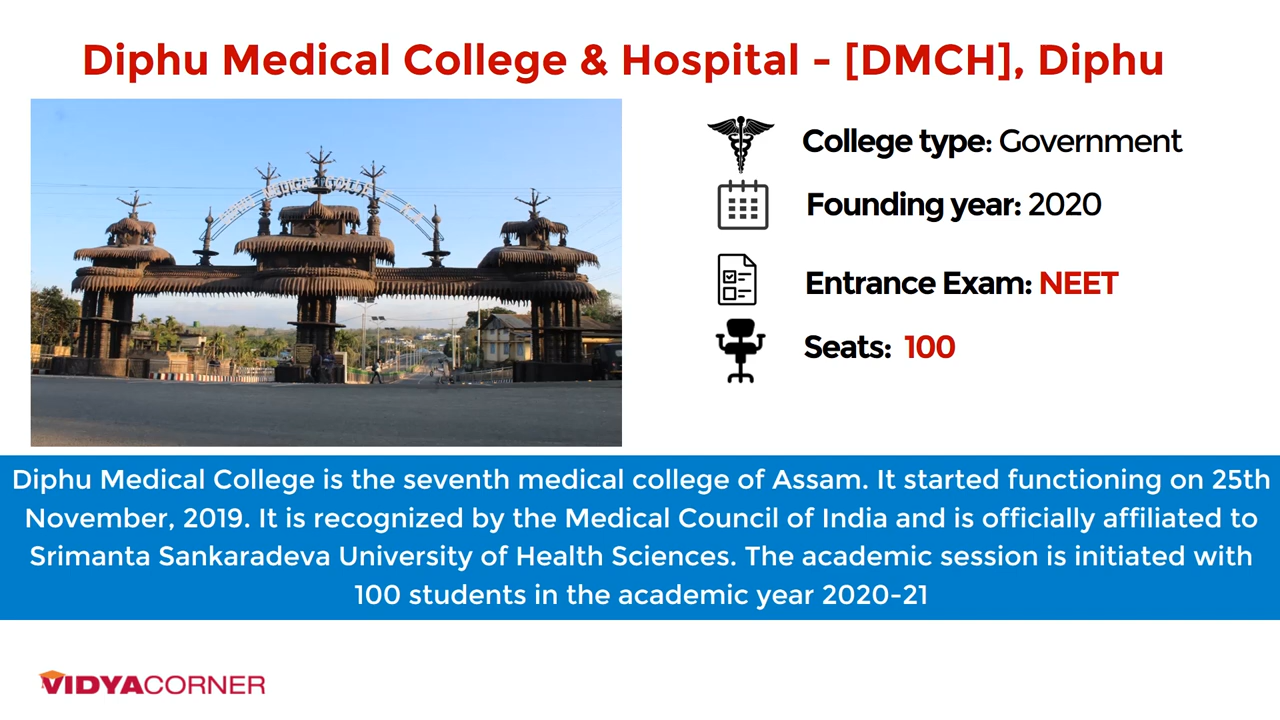 Diphu Medical College & Hospital - [DMCH], Diphu
College type: Government
Founding year: 2020
Entrance Exam: NEET
Seats: 100
Diphu Medical College is the seventh medical college of Assam. It started functioning on 25th
November, 2019. It is recognized by the Medical Council of India and is officially affiliated to
Srimanta Sankaradeva University of Health Sciences. The academic session is initiated with
100 students in the academic year 2020-21
VIDYACORNER